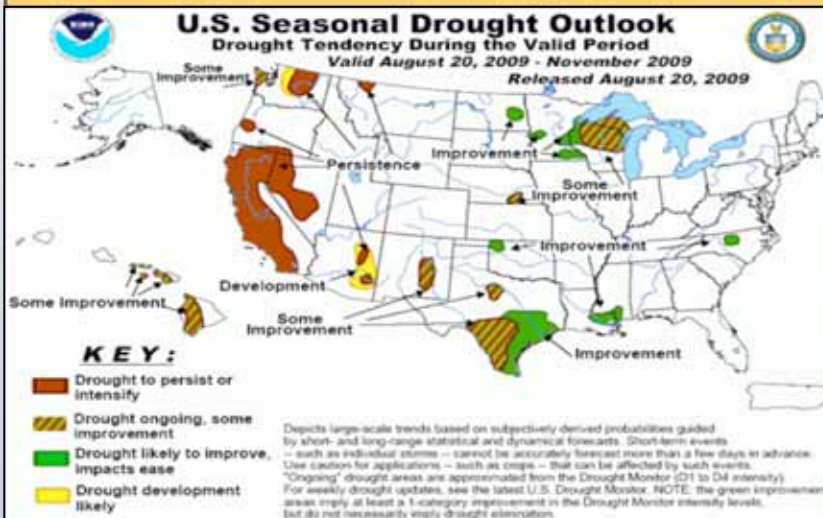 U.S. Seasonal Drought Outlook
Drought Tendency During the Valid Period
Valid August 20, 2009 - November 2009
Released August 20, 2009
Some
Improvement
Persistence
Improvement
Some
Improvement
Improvement
Development
Some Improvement
Some
Improvement
Improvement
KEY:
Drought to persist or
intensify
Drought ongoing, some
improvement
Drought likely to improve,
impacts ease
Drought development
likely
Depicts large-scale trends based on subjectively derived probabilities guided
by short- and long-range statistical and dynamical forecasts. Short-term events
-- such as individual storms -- cannot be accurately forecast more than a few days in advance.
Use caution for applications -- such as crops -- that can be affected by such events.
"Ongoing" drought areas are approximated from the Drought Monitor (D1 to D4 intensity).
For weekly drought updates, see the latest U.S. Drought Monitor. NOTE: the green improvement
areas imply at least a 1-category improvement in the Drought Monitor intensity levels,
but do not necessarily imply drought elimination.